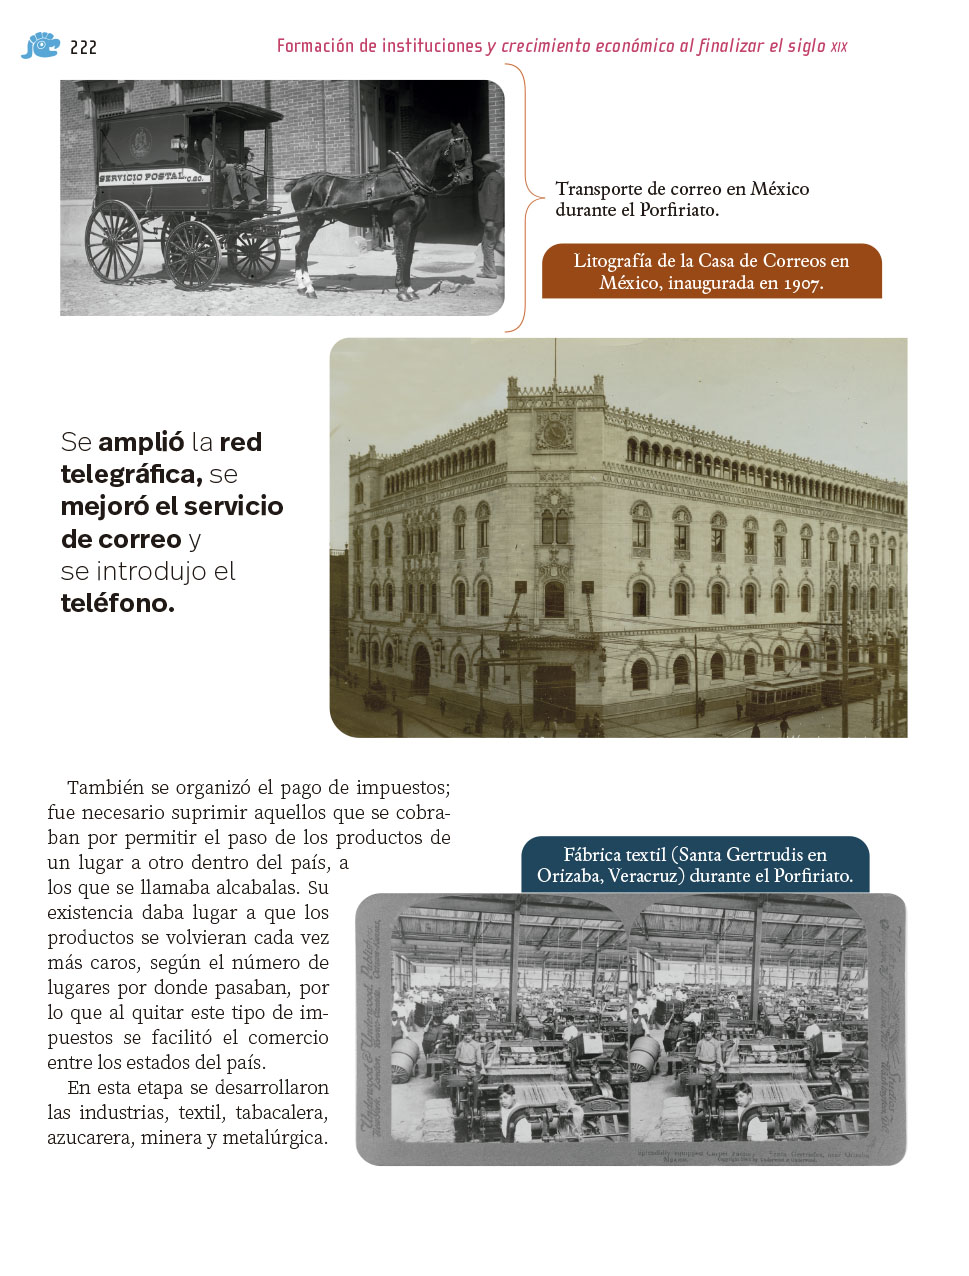 222
Formación de instituciones y crecimiento económico al finalizar el siglo XIX
SERVICIO POSTAL
Transporte de correo en México
durante el Porfiriato.
Litografía de la Casa de Correos en
México, inaugurada en 1907.
Se amplió la red
telegráfica, se
mejoró el servicio
de correo y
se introdujo el
teléfono.
También se organizó el pago de impuestos;
fue necesario suprimir aquellos que se cobra-
ban por permitir el paso de los productos de
un lugar a otro dentro del país, a
los que se llamaba alcabalas. Su
existencia daba lugar a que los
productos se volvieran cada vez
más caros, según el número de
lugares por donde pasaban, por
lo que al quitar este tipo de im-
puestos se facilitó el comercio
entre los estados del país.
En esta etapa se desarrollaron
las industrias, textil, tabacalera,
azucarera, minera y metalúrgica.
Fábrica textil (Santa Gertrudis en
Orizaba, Veracruz) durante el Porfiriato.